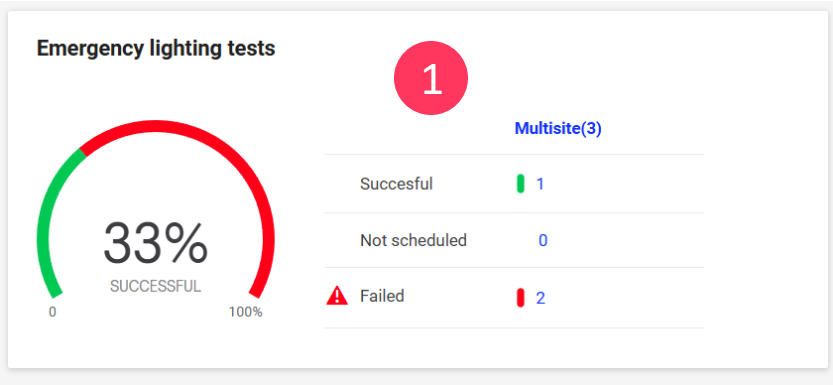 Emergency lighting tests
1
Multisite(3)
Succesful 1
Not scheduled 0
Failed 2
33%
SUCCESSFUL
0 100%